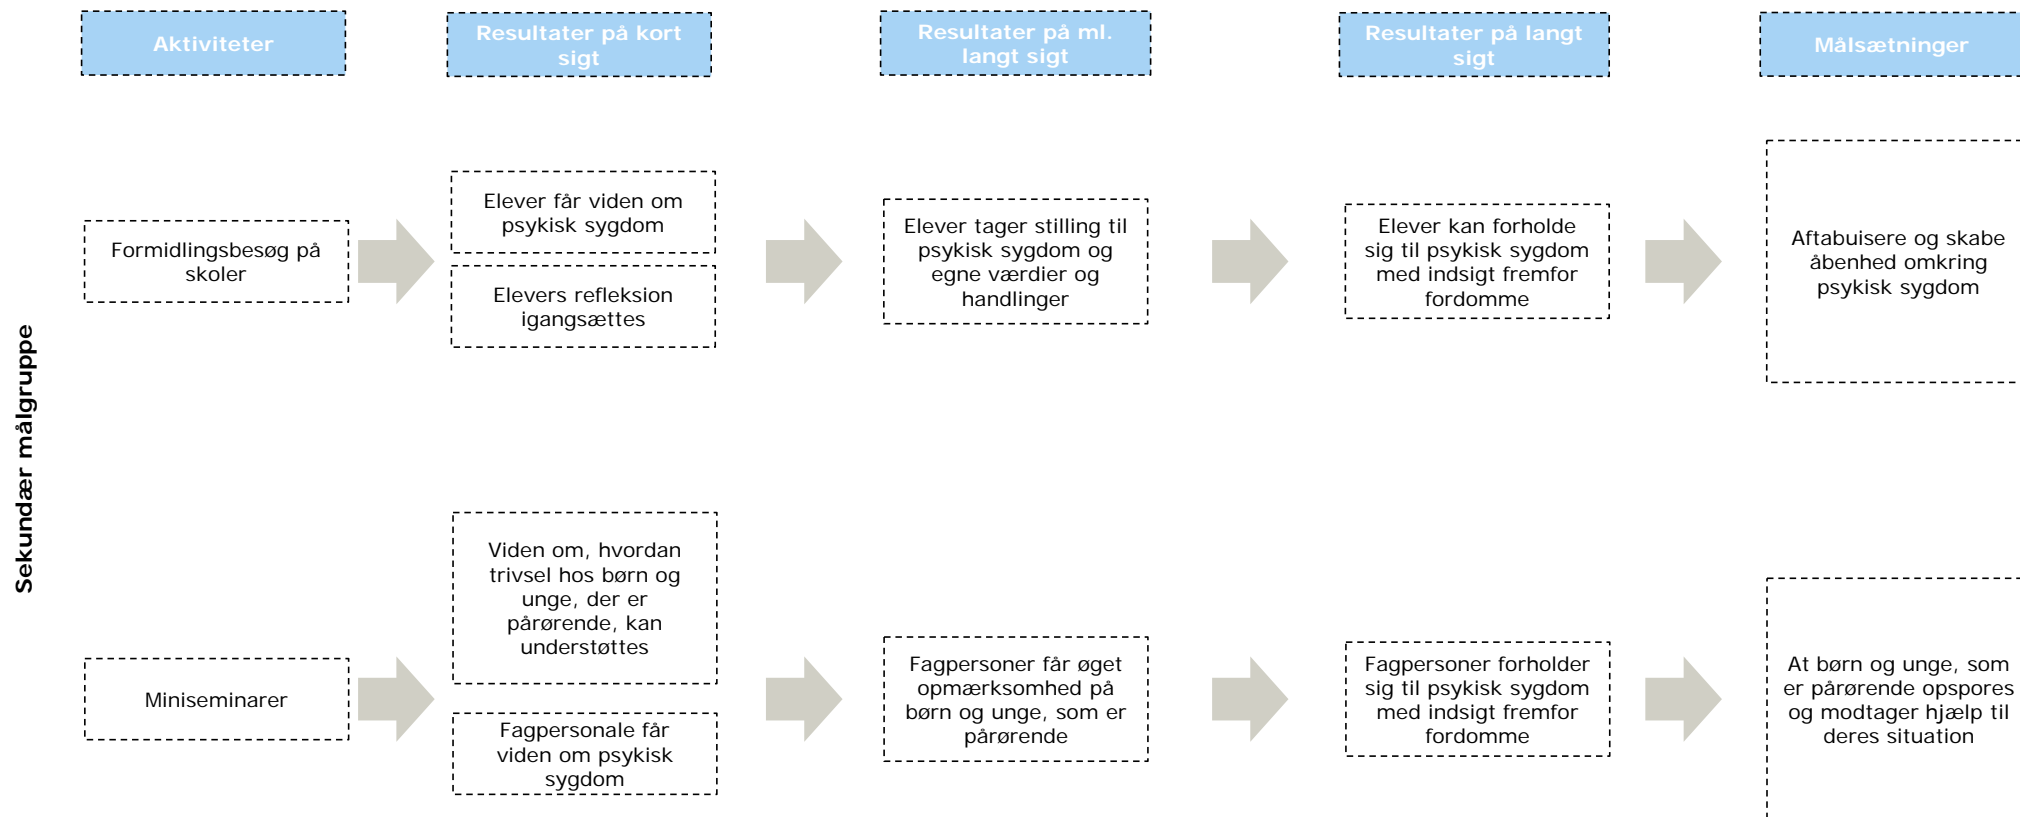 Aktiviteter
Resultater på kort
sigt
Resultater på ml.
langt sigt
Resultater på langt
sigt
Målsætninger
Sekundær målgruppe
Formidlingsbesøg på
skoler
Elever får viden om
psykisk sygdom
Elevers refleksion
igangsættes
Elever tager stilling til
psykisk sygdom og
egne værdier og
handlinger
Elever kan forholde
sig til psykisk sygdom
med indsigt fremfor
fordomme
Aftabuisere og skabe
åbenhed omkring
psykisk sygdom
Miniseminarer
Viden om, hvordan
trivsel hos børn og
unge, der er
pårørende, kan
understøttes
Fagpersonale får
viden om psykisk
sygdom
Fagpersoner får øget
opmærksomhed på
børn og unge, som er
pårørende
Fagpersoner forholder
sig til psykisk sygdom
med indsigt fremfor
fordomme
At børn og unge, som
er pårørende opspores
og modtager hjælp til
deres situation